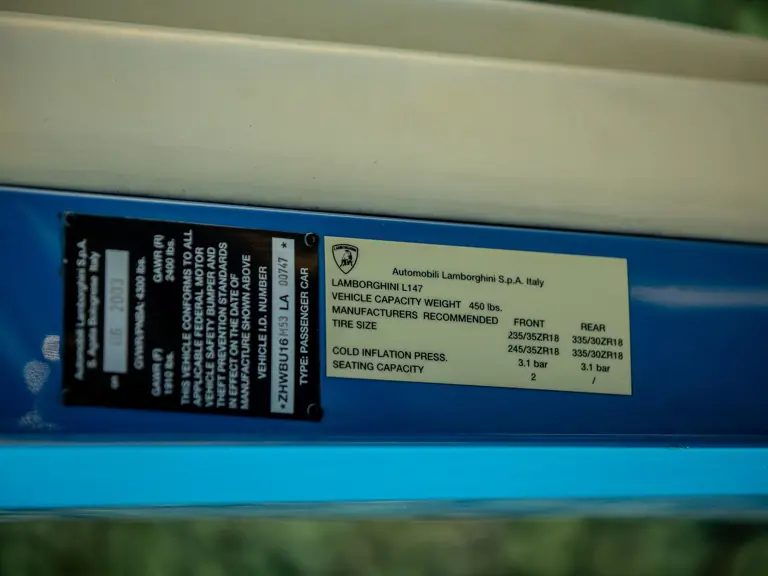 Automobili Lamborghini S.p.A.
S. Agata Bolognese Italy
on
2003
GVWR/PNBA: 4300 lbs.
GAWR (F) GAWR (R)
1910 lbs. 2400 lbs.
THIS VEHICLE CONFORMS TO ALL
APPLICABLE FEDERAL MOTOR
VEHICLE SAFETY BUMPER AND
THEFT PREVENTION STANDARDS
IN EFFECT ON THE DATE OF
MANUFACTURE SHOWN ABOVE
VEHICLE I.D. NUMBER
*ZHWBU16M53 LA 00747 *
TYPE: PASSENGER CAR
Automobili Lamborghini S.p.A. Italy
LAMBORGHINI L147
VEHICLE CAPACITY WEIGHT 450 lbs.
MANUFACTURERS RECOMMENDED FRONT REAR
TIRE SIZE 235/35ZR18 335/30ZR18
245/35ZR18 335/30ZR18
COLD INFLATION PRESS. 3.1 bar 3.1 bar
SEATING CAPACITY 2 /